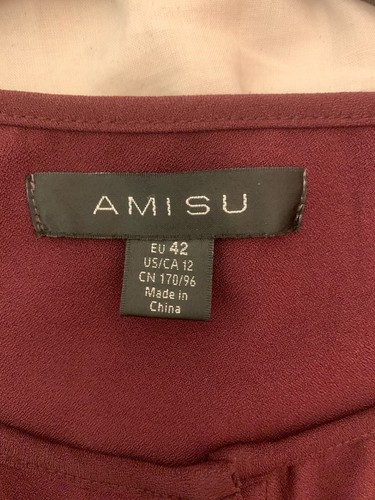 AMISU
EU 42
US/CA 12
CN 170/96
Made in
China